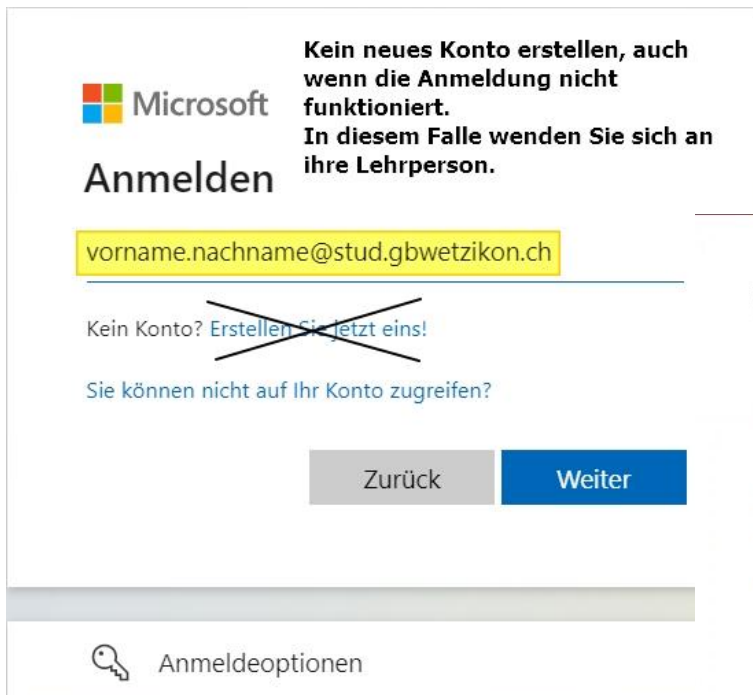 Kein neues Konto erstellen, auch
wenn die Anmeldung nicht
funktioniert.
In diesem Falle wenden Sie sich an
ihre Lehrperson.
Microsoft
Anmelden
vorname.nachname@stud.gbwetzikon.ch
Kein Konto? Erstellen Sie jetzt eins!
Sie können nicht auf Ihr Konto zugreifen?
Zurück
Weiter
Anmeldeoptionen